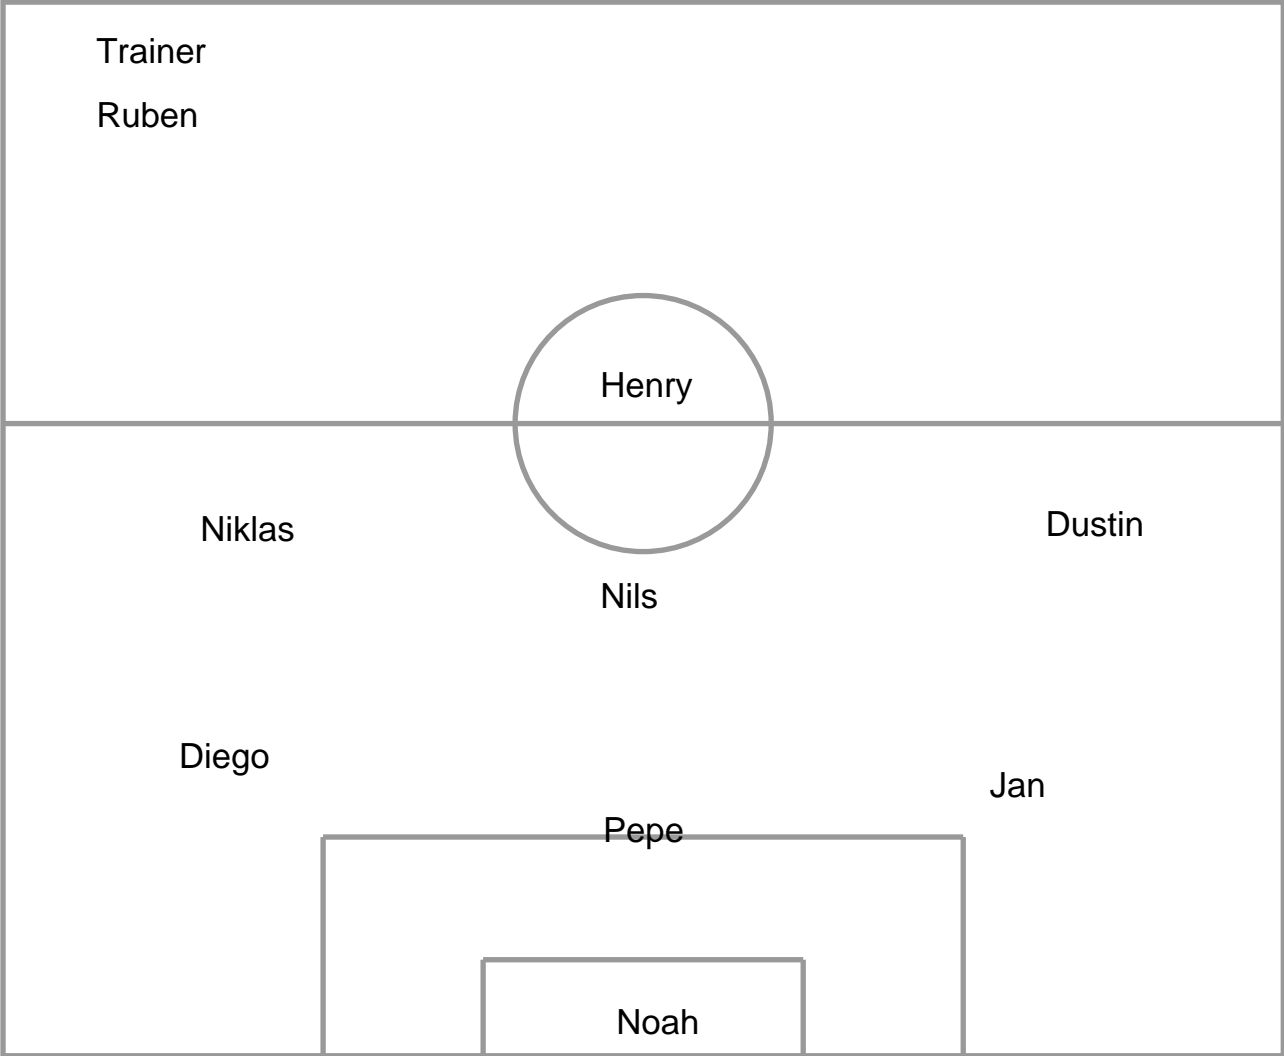 Trainer
Ruben
Henry
Niklas
Dustin
Nils
Diego
Jan
Pepe
Noah